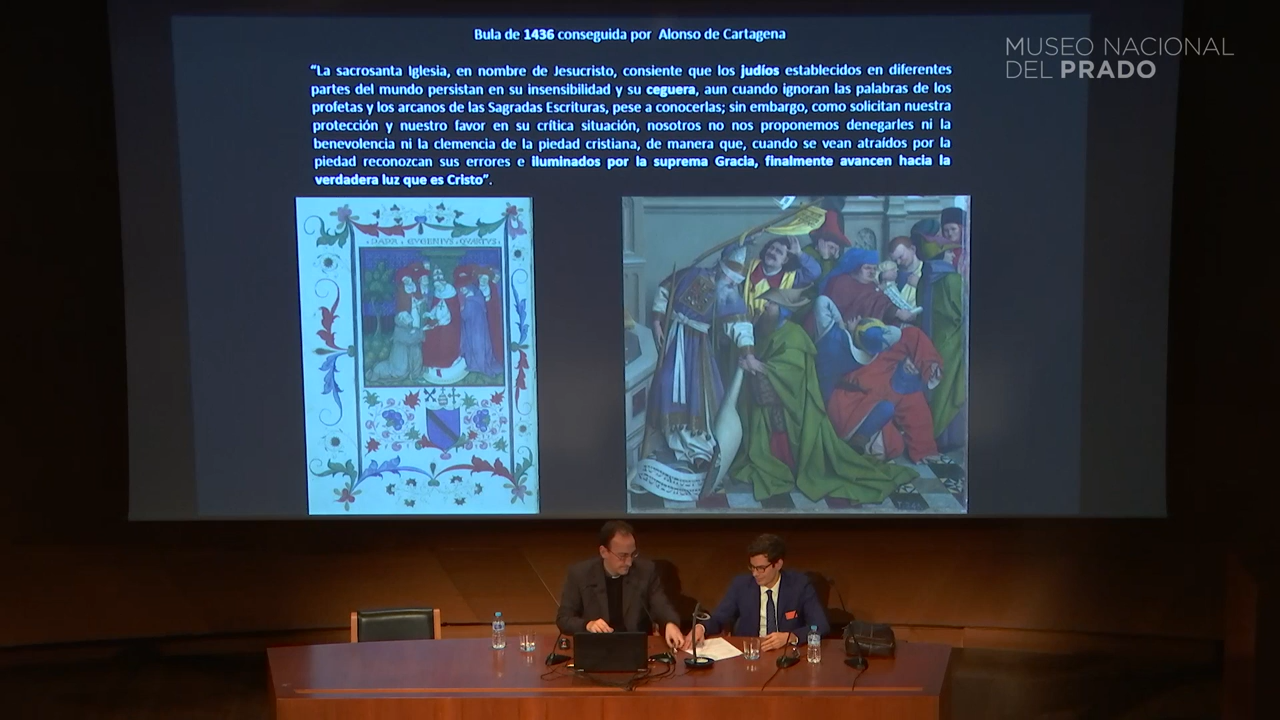 Bula de 1436 conseguida por Alonso de Cartagena
MUSEO NACIONAL
DEL PRADO
“La sacrosanta Iglesia, en nombre de Jesucristo, consiente que los judíos establecidos en diferentes
partes del mundo persistan en su insensibilidad y su ceguera, aun cuando ignoran las palabras de los
profetas y los arcanos de las Sagradas Escrituras, pese a conocerlas; sin embargo, como solicitan nuestra
protección y nuestro favor en su crítica situación, nosotros no nos proponemos denegarles ni la
benevolencia ni la clemencia de la piedad cristiana, de manera que, cuando se vean atraídos por la
piedad reconozcan sus errores e iluminados por la suprema Gracia, finalmente avancen hacia la
verdadera luz que es Cristo”.
EVGENIVS